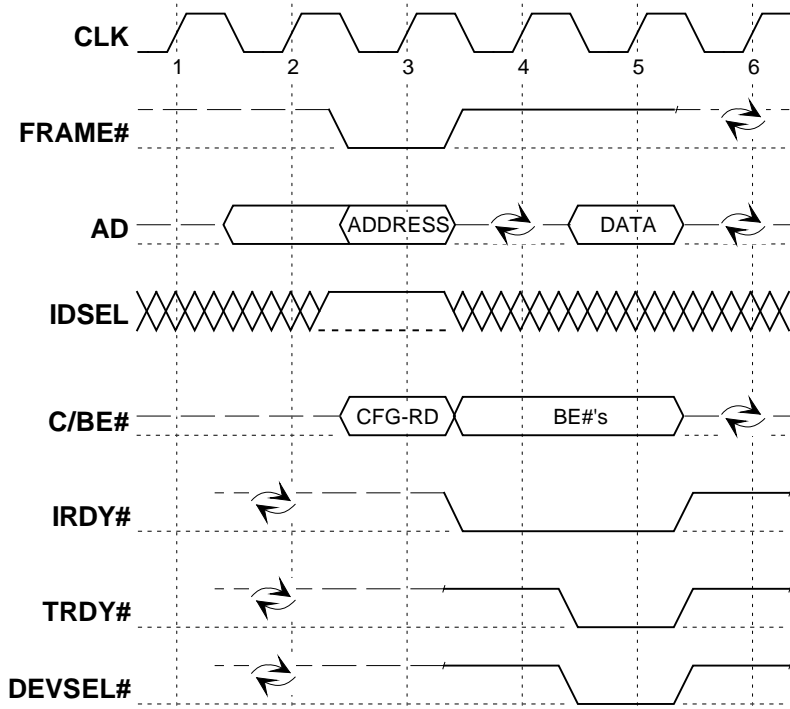 CLK
1 2 3 4 5 6
FRAME#
AD ADDRESS DATA
IDSEL
C/BE# CFG-RD BE#'s
IRDY#
TRDY#
DEVSEL#